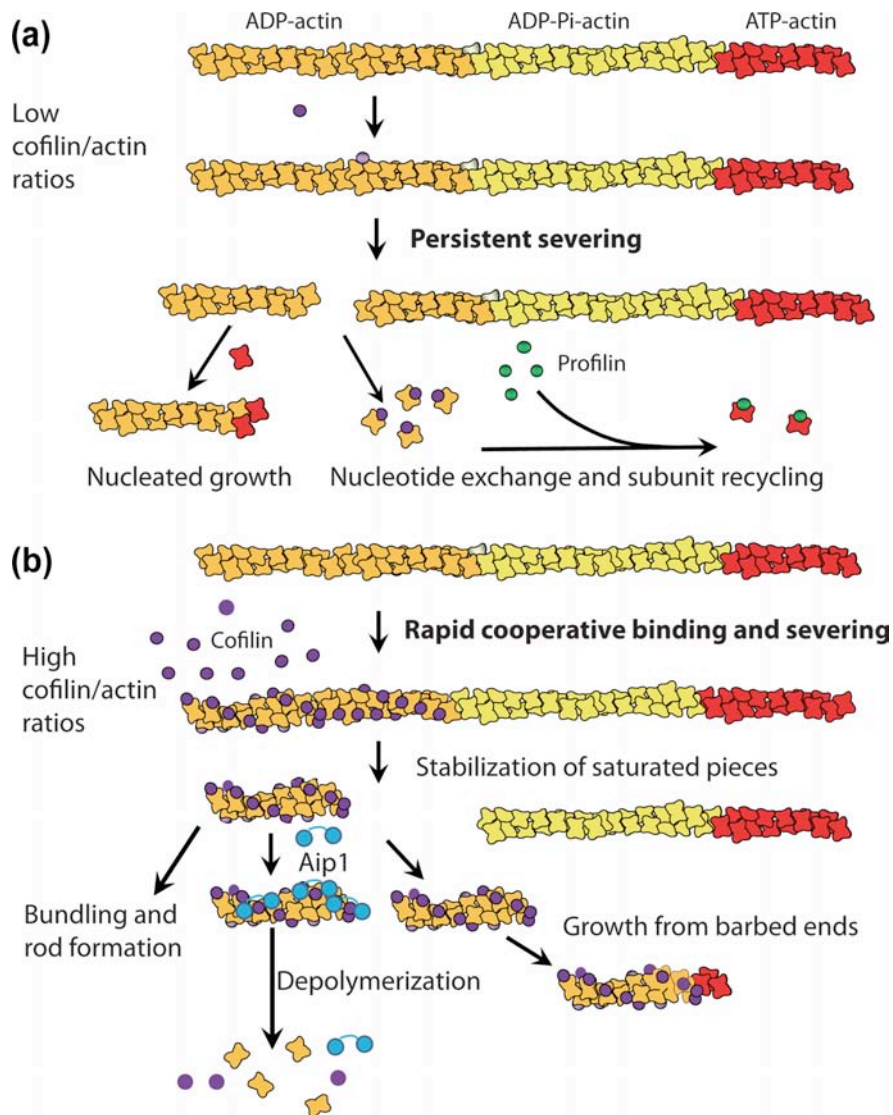 (a)
ADP-actin
ADP-Pi-actin
ATP-actin
Low
cofilin/actin
ratios
Persistent severing
Profilin
Nucleated growth
Nucleotide exchange and subunit recycling
(b)
Cofilin
Rapid cooperative binding and severing
High
cofilin/actin
ratios
Stabilization of saturated pieces
Aip1
Bundling and
rod formation
Growth from barbed ends
Depolymerization